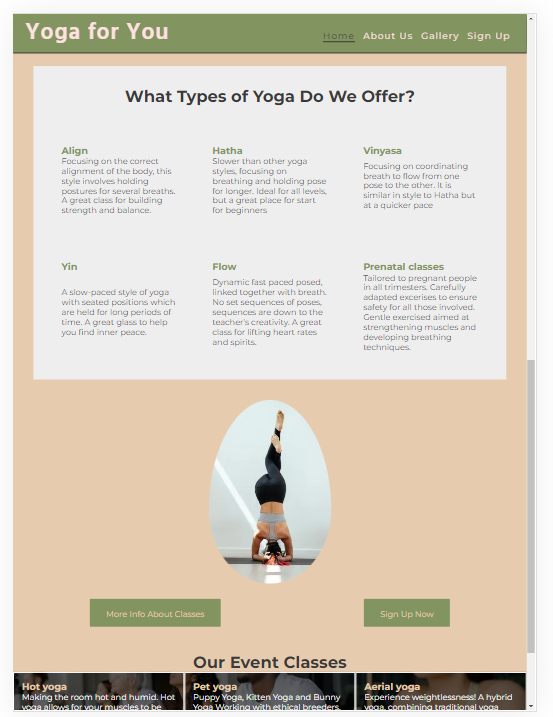 Yoga for You
Home About Us Gallery Sign Up
What Types of Yoga Do We Offer?
Align
Focusing on the correct
alignment of the body, this
style involves holding
postures for several breaths.
A great class for building
strength and balance.
Hatha
Slower than other yoga
styles, focusing on
breathing and holding pose
for longer. Ideal for all levels,
but a great place for start
for beginners
Vinyasa
Focusing on coordinating
breath to flow from one
pose to the other. It is
similar in style to Hatha but
at a quicker pace
Yin
A slow-paced style of yoga
with seated positions which
are held for long periods of
time. A great glass to help
you find inner peace.
Flow
Dynamic fast paced posed,
linked together with breath.
No set sequences of poses,
sequences are down to the
teacher's creativity. A great
class for lifting heart rates
and spirits.
Prenatal classes
Tailored to pregnant people
in all trimesters. Carefully
adapted excerises to ensure
safety for all those involved.
Gentle exercised aimed at
strengthening muscles and
developing breathing
techniques.
More Info About Classes
Sign Up Now
Our Event Classes
Hot yoga
Making the room hot and humid. Hot
yoga allows for your muscles to be
Pet yoga
Puppy Yoga, Kitten Yoga and Bunny
Yoga Working with ethical breeders,
Aerial yoga
Experience weightlessness! A hybrid
yoga, combining traditional yoga